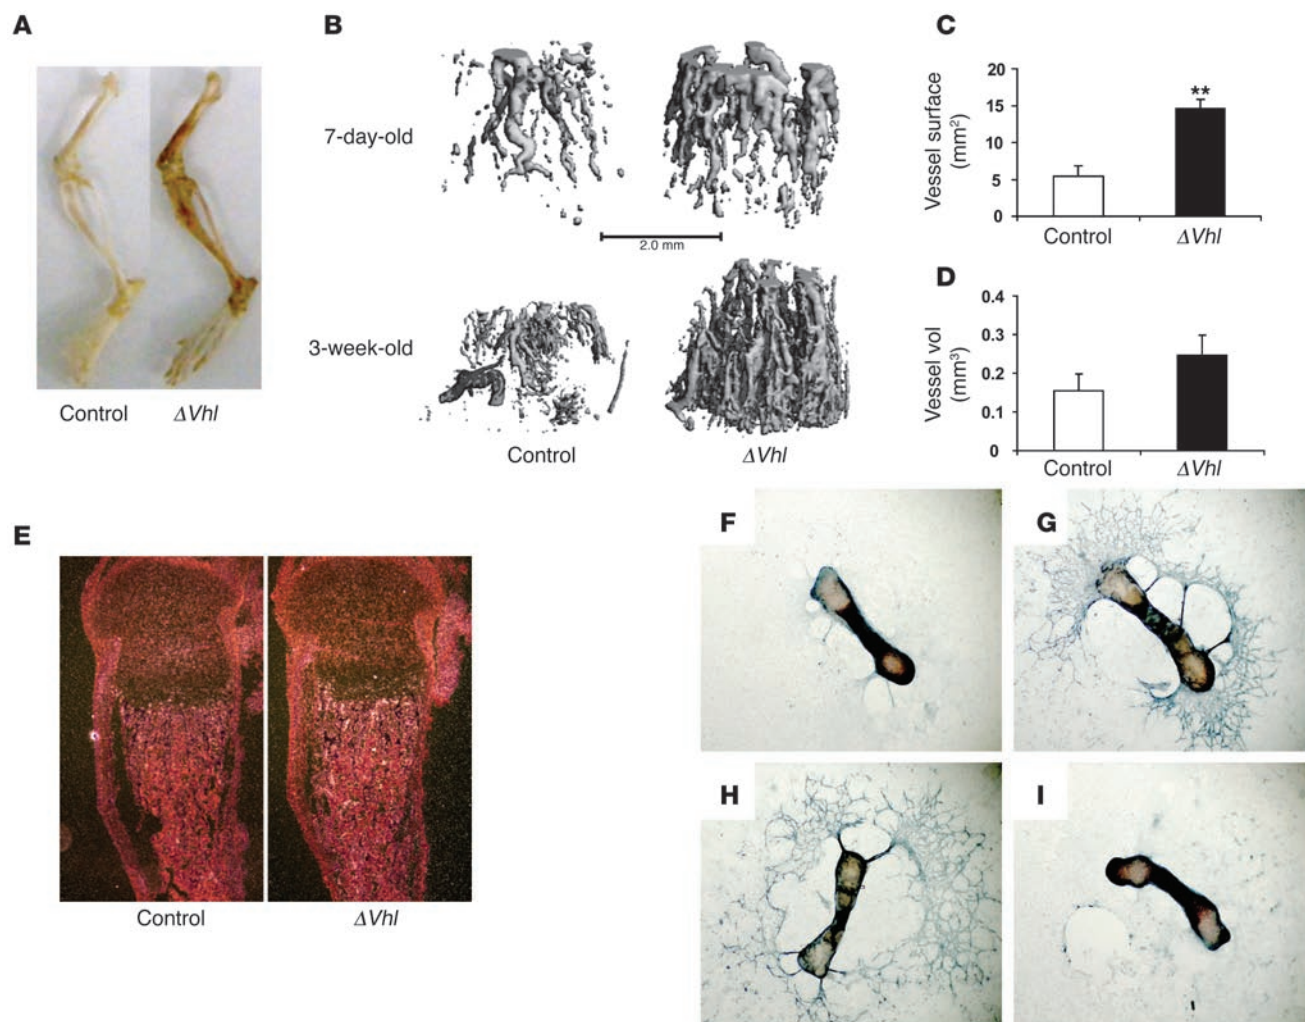 A
Control
ΔVhl
B
7-day-old
2.0 mm
3-week-old
Control
ΔVhl
C
Vessel surface
(mm²)
20
15
10
5
0
**
Control
ΔVhl
D
Vessel vol
(mm³)
0.4
0.3
0.2
0.1
0
Control
ΔVhl
E
Control
ΔVhl
F
G
H
I